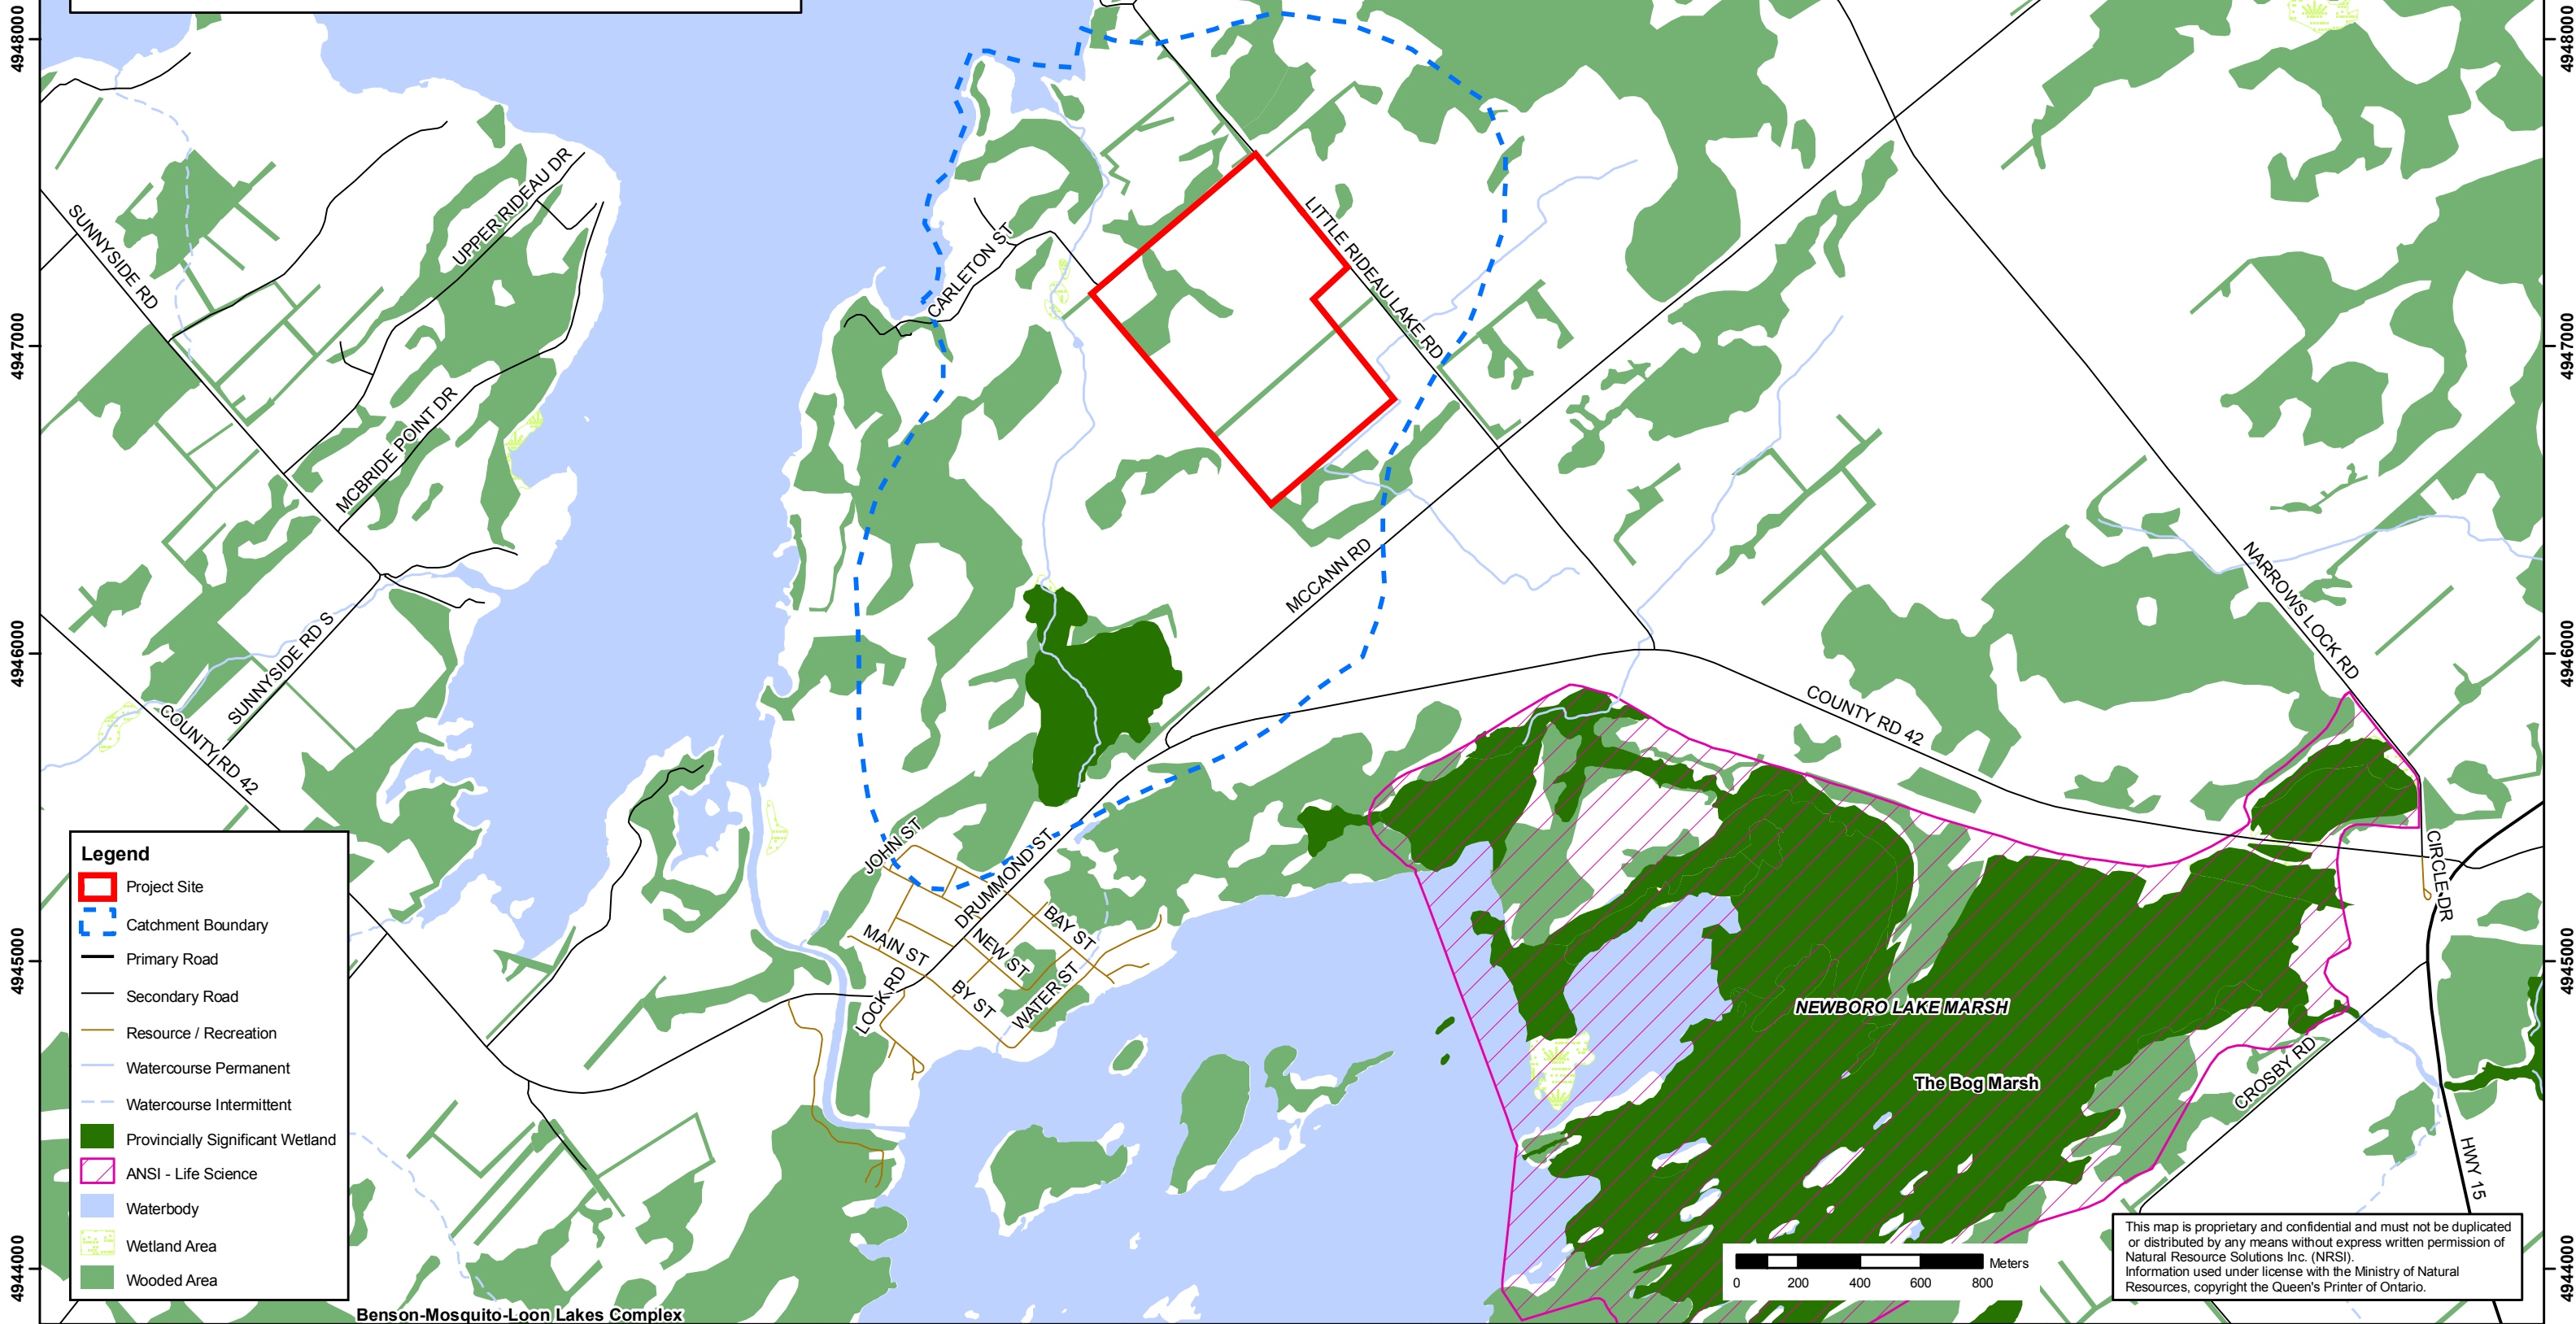 4948000
4948000
UPPER RIDEAU DR
SUNNYSIDE RD
LITTLE RIDEAU LAKE RD
CARLETON ST
4947000
4947000
MCBRIDE POINT DR
MCCANN RD
NARROWS LOCK RD
4946000
4946000
SUNNYSIDE RD S
COUNTY RD 42
COUNTY RD 42
JOHN ST
DRUMMOND ST
CIRCLE DR
BAY ST
MAIN ST
NEW ST
4945000
4945000
LOCK RD
BY ST
WATER ST
NEWBORO LAKE MARSH
The Bog Marsh
CROSBY RD
HWY 15
Legend
Project Site
Catchment Boundary
Primary Road
Secondary Road
Resource / Recreation
Watercourse Permanent
Watercourse Intermittent
Provincially Significant Wetland
ANSI - Life Science
Waterbody
Wetland Area
Wooded Area
4944000
4944000
Meters
0 200 400 600 800
This map is proprietary and confidential and must not be duplicated
or distributed by any means without express written permission of
Natural Resource Solutions Inc. (NRSI).
Information used under license with the Ministry of Natural
Resources, copyright the Queen's Printer of Ontario.
Benson-Mosquito-Loon Lakes Complex